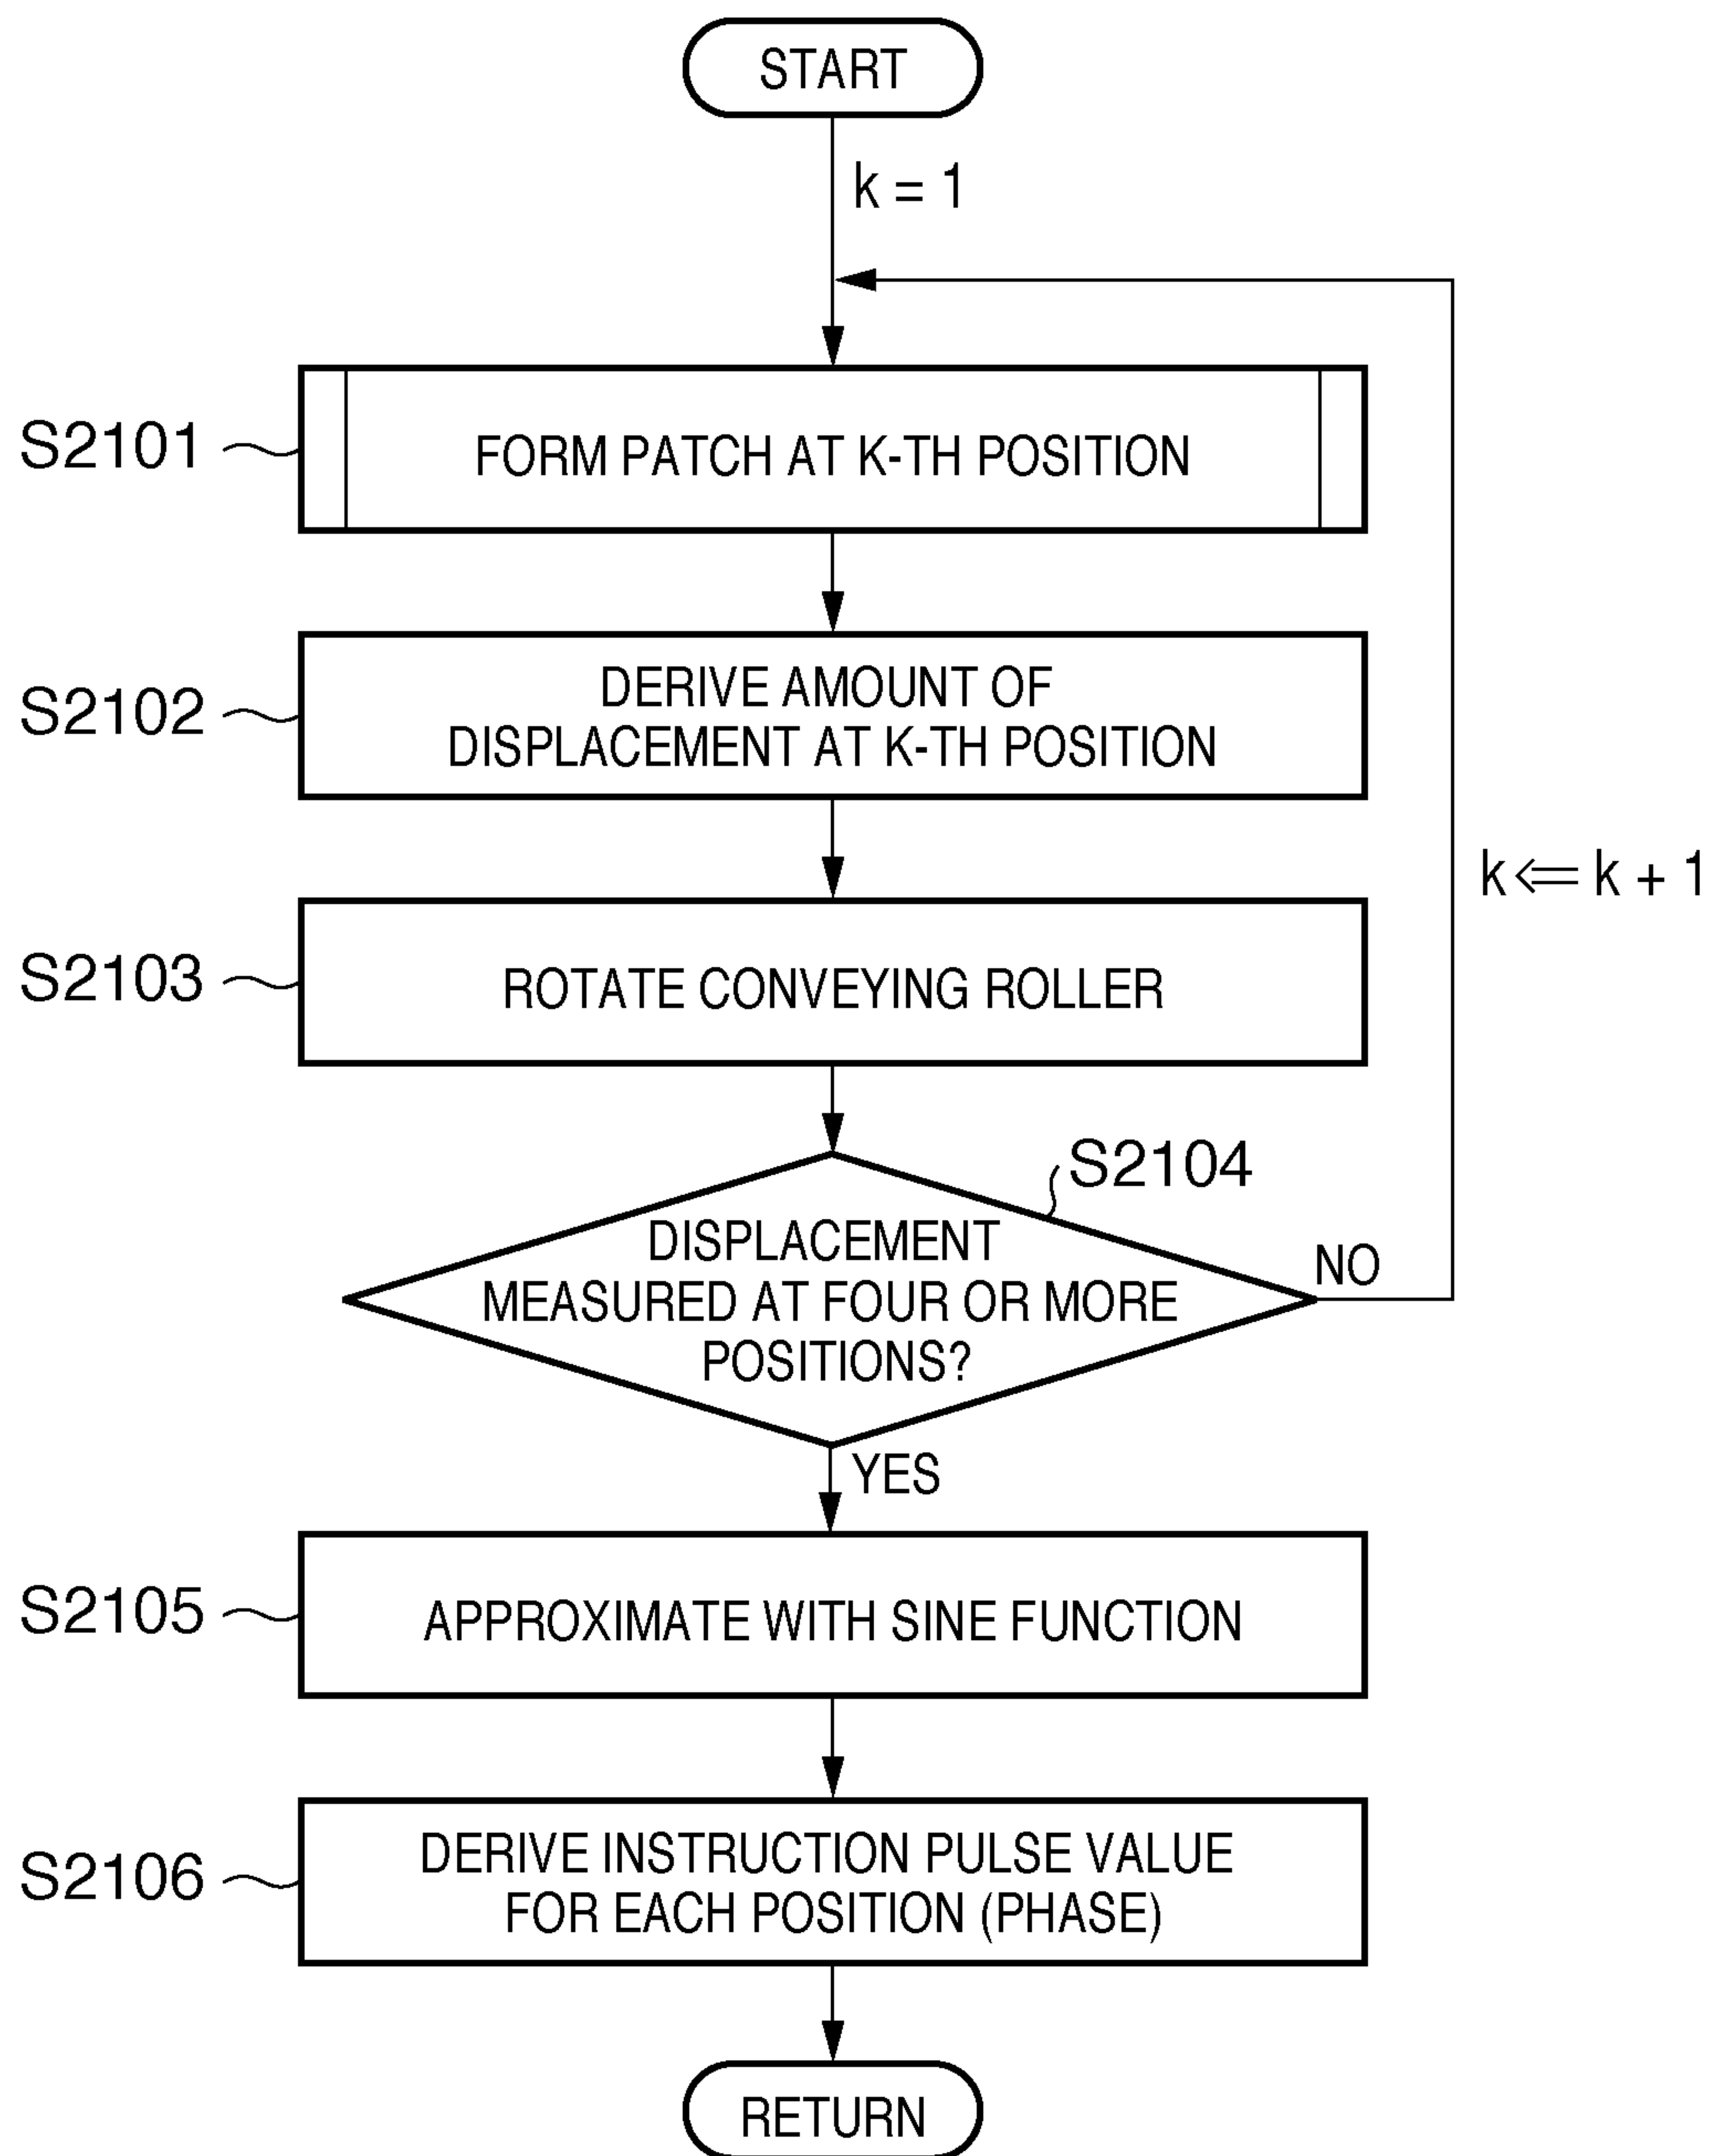 START
k = 1
S2101
FORM PATCH AT K-TH POSITION
S2102
DERIVE AMOUNT OF
DISPLACEMENT AT K-TH POSITION
k ⇐ k + 1
S2103
ROTATE CONVEYING ROLLER
S2104
DISPLACEMENT
MEASURED AT FOUR OR MORE
POSITIONS?
NO
YES
S2105
APPROXIMATE WITH SINE FUNCTION
S2106
DERIVE INSTRUCTION PULSE VALUE
FOR EACH POSITION (PHASE)
RETURN